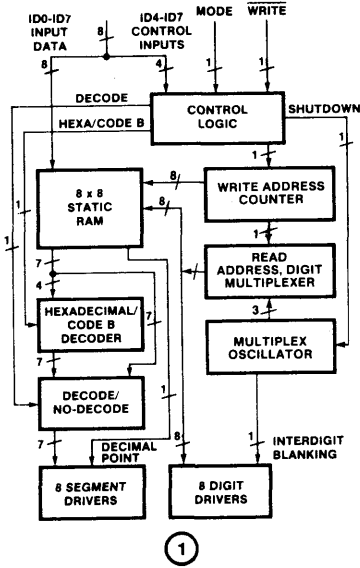 ID0-ID7
INPUT
DATA
8
iD4-iD7
CONTROL
INPUTS
MODE
WRITE
8
4
1
1
DECODE
HEXA/CODE B
CONTROL
LOGIC
SHUTDOWN
1
8 x 8
STATIC
RAM
8
WRITE ADDRESS
COUNTER
8
1
1
1
1
READ
ADDRESS, DIGIT
MULTIPLEXER
7
4
HEXADECIMAL/
CODE B
DECODER
7
3
MULTIPLEX
OSCILLATOR
7
DECODE/
NO-DECODE
1
7
DECIMAL
POINT
8
1
INTERDIGIT
BLANKING
8 SEGMENT
DRIVERS
8 DIGIT
DRIVERS
1